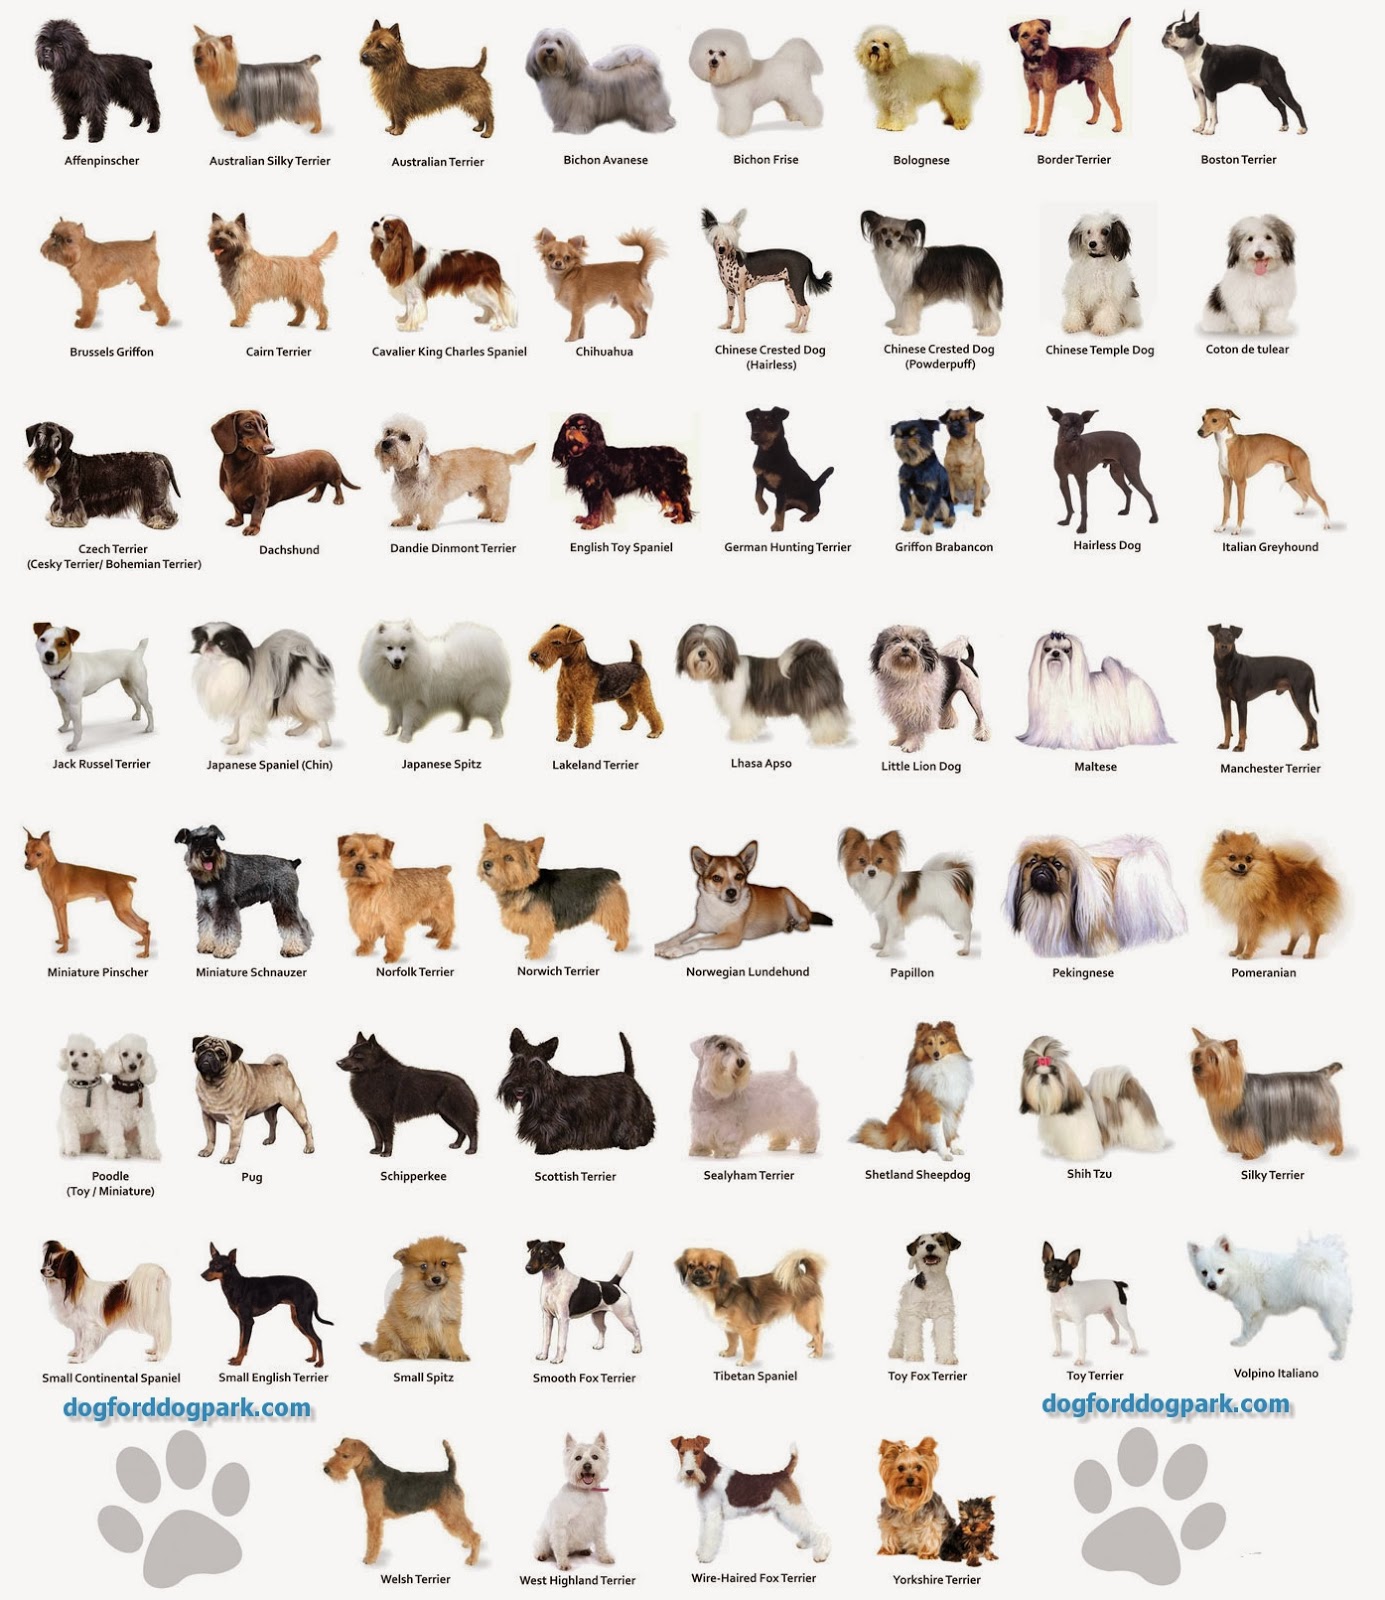 Affenpinscher
Australian Silky Terrier
Australian Terrier
Bichon Avanese
Bichon Frise
Bolognese
Border Terrier
Boston Terrier
Brussels Griffon
Cairn Terrier
Cavalier King Charles Spaniel
Chihuahua
Chinese Crested Dog
(Hairless)
Chinese Crested Dog
(Powderpuff)
Chinese Temple Dog
Coton de tulear
Czech Terrier
(Cesky Terrier/ Bohemian Terrier)
Dachshund
Dandie Dinmont Terrier
English Toy Spaniel
German Hunting Terrier
Griffon Brabancon
Hairless Dog
Italian Greyhound
Jack Russel Terrier
Japanese Spaniel (Chin)
Japanese Spitz
Lakeland Terrier
Lhasa Apso
Little Lion Dog
Maltese
Manchester Terrier
Miniature Pinscher
Miniature Schnauzer
Norfolk Terrier
Norwich Terrier
Norwegian Lundehund
Papillon
Pekingnese
Pomeranian
Poodle
(Toy / Miniature)
Pug
Schipperkee
Scottish Terrier
Sealyham Terrier
Shetland Sheepdog
Shih Tzu
Silky Terrier
Small Continental Spaniel
Small English Terrier
Small Spitz
Smooth Fox Terrier
Tibetan Spaniel
Toy Fox Terrier
Toy Terrier
Volpino Italiano
dogforddogpark.com
dogforddogpark.com
Welsh Terrier
West Highland Terrier
Wire-Haired Fox Terrier
Yorkshire Terrier